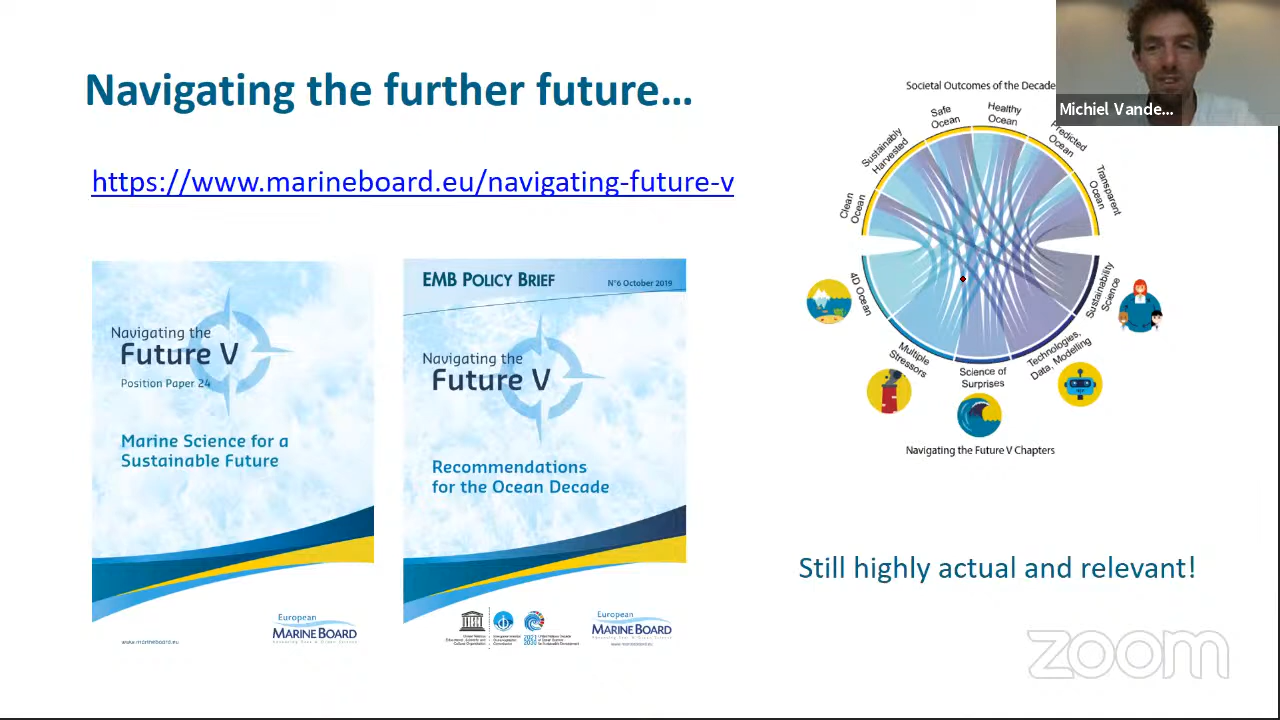 Navigating the further future...
https://www.marineboard.eu/navigating-future-v
Navigating the
Future V
Position Paper 24
Marine Science for a
Sustainable Future
www.marineboard.eu
European
MARINE BOARD
EMB POLICY BRIEF
N°6 October 2019
Navigating the
Future V
Recommendations
for the Ocean Decade
European
MARINE BOARD
Societal Outcomes of the Decade
Clean
Ocean
Sustainably
Harvested
Safe
Ocean
Healthy
Ocean
Predicted
Ocean
Transparent
Ocean
4D Ocean
Multiple
Stressors
Science of
Surprises
Technologies,
Data, Modelling
Sustainability
Science
Navigating the Future V Chapters
Still highly actual and relevant!
Michiel Vande...
zoom